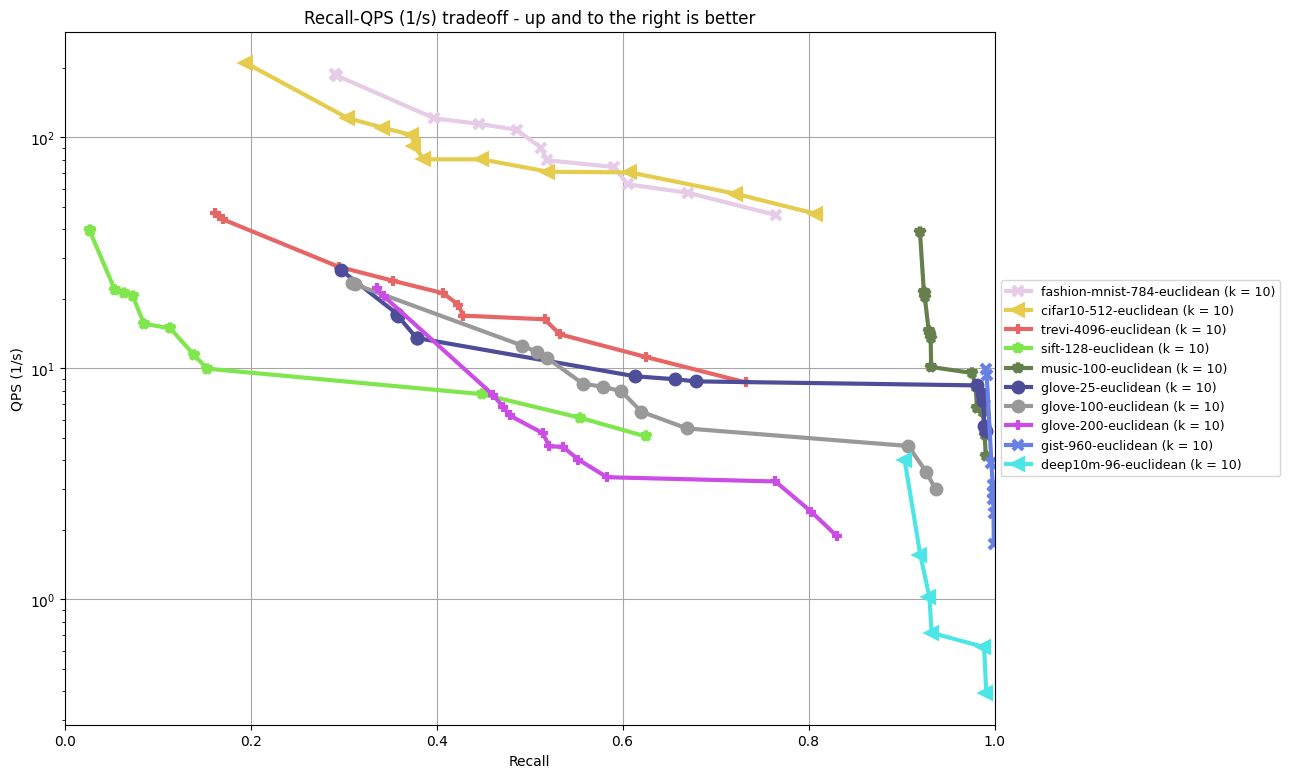 Recall-QPS (1/s) tradeoff - up and to the right is better
QPS (1/s)
10²
10¹
10⁰
0.0 0.2 0.4 0.6 0.8 1.0
Recall
fashion-mnist-784-euclidean (k = 10)
cifar10-512-euclidean (k = 10)
trevi-4096-euclidean (k = 10)
sift-128-euclidean (k = 10)
music-100-euclidean (k = 10)
glove-25-euclidean (k = 10)
glove-100-euclidean (k = 10)
glove-200-euclidean (k = 10)
gist-960-euclidean (k = 10)
deep10m-96-euclidean (k = 10)